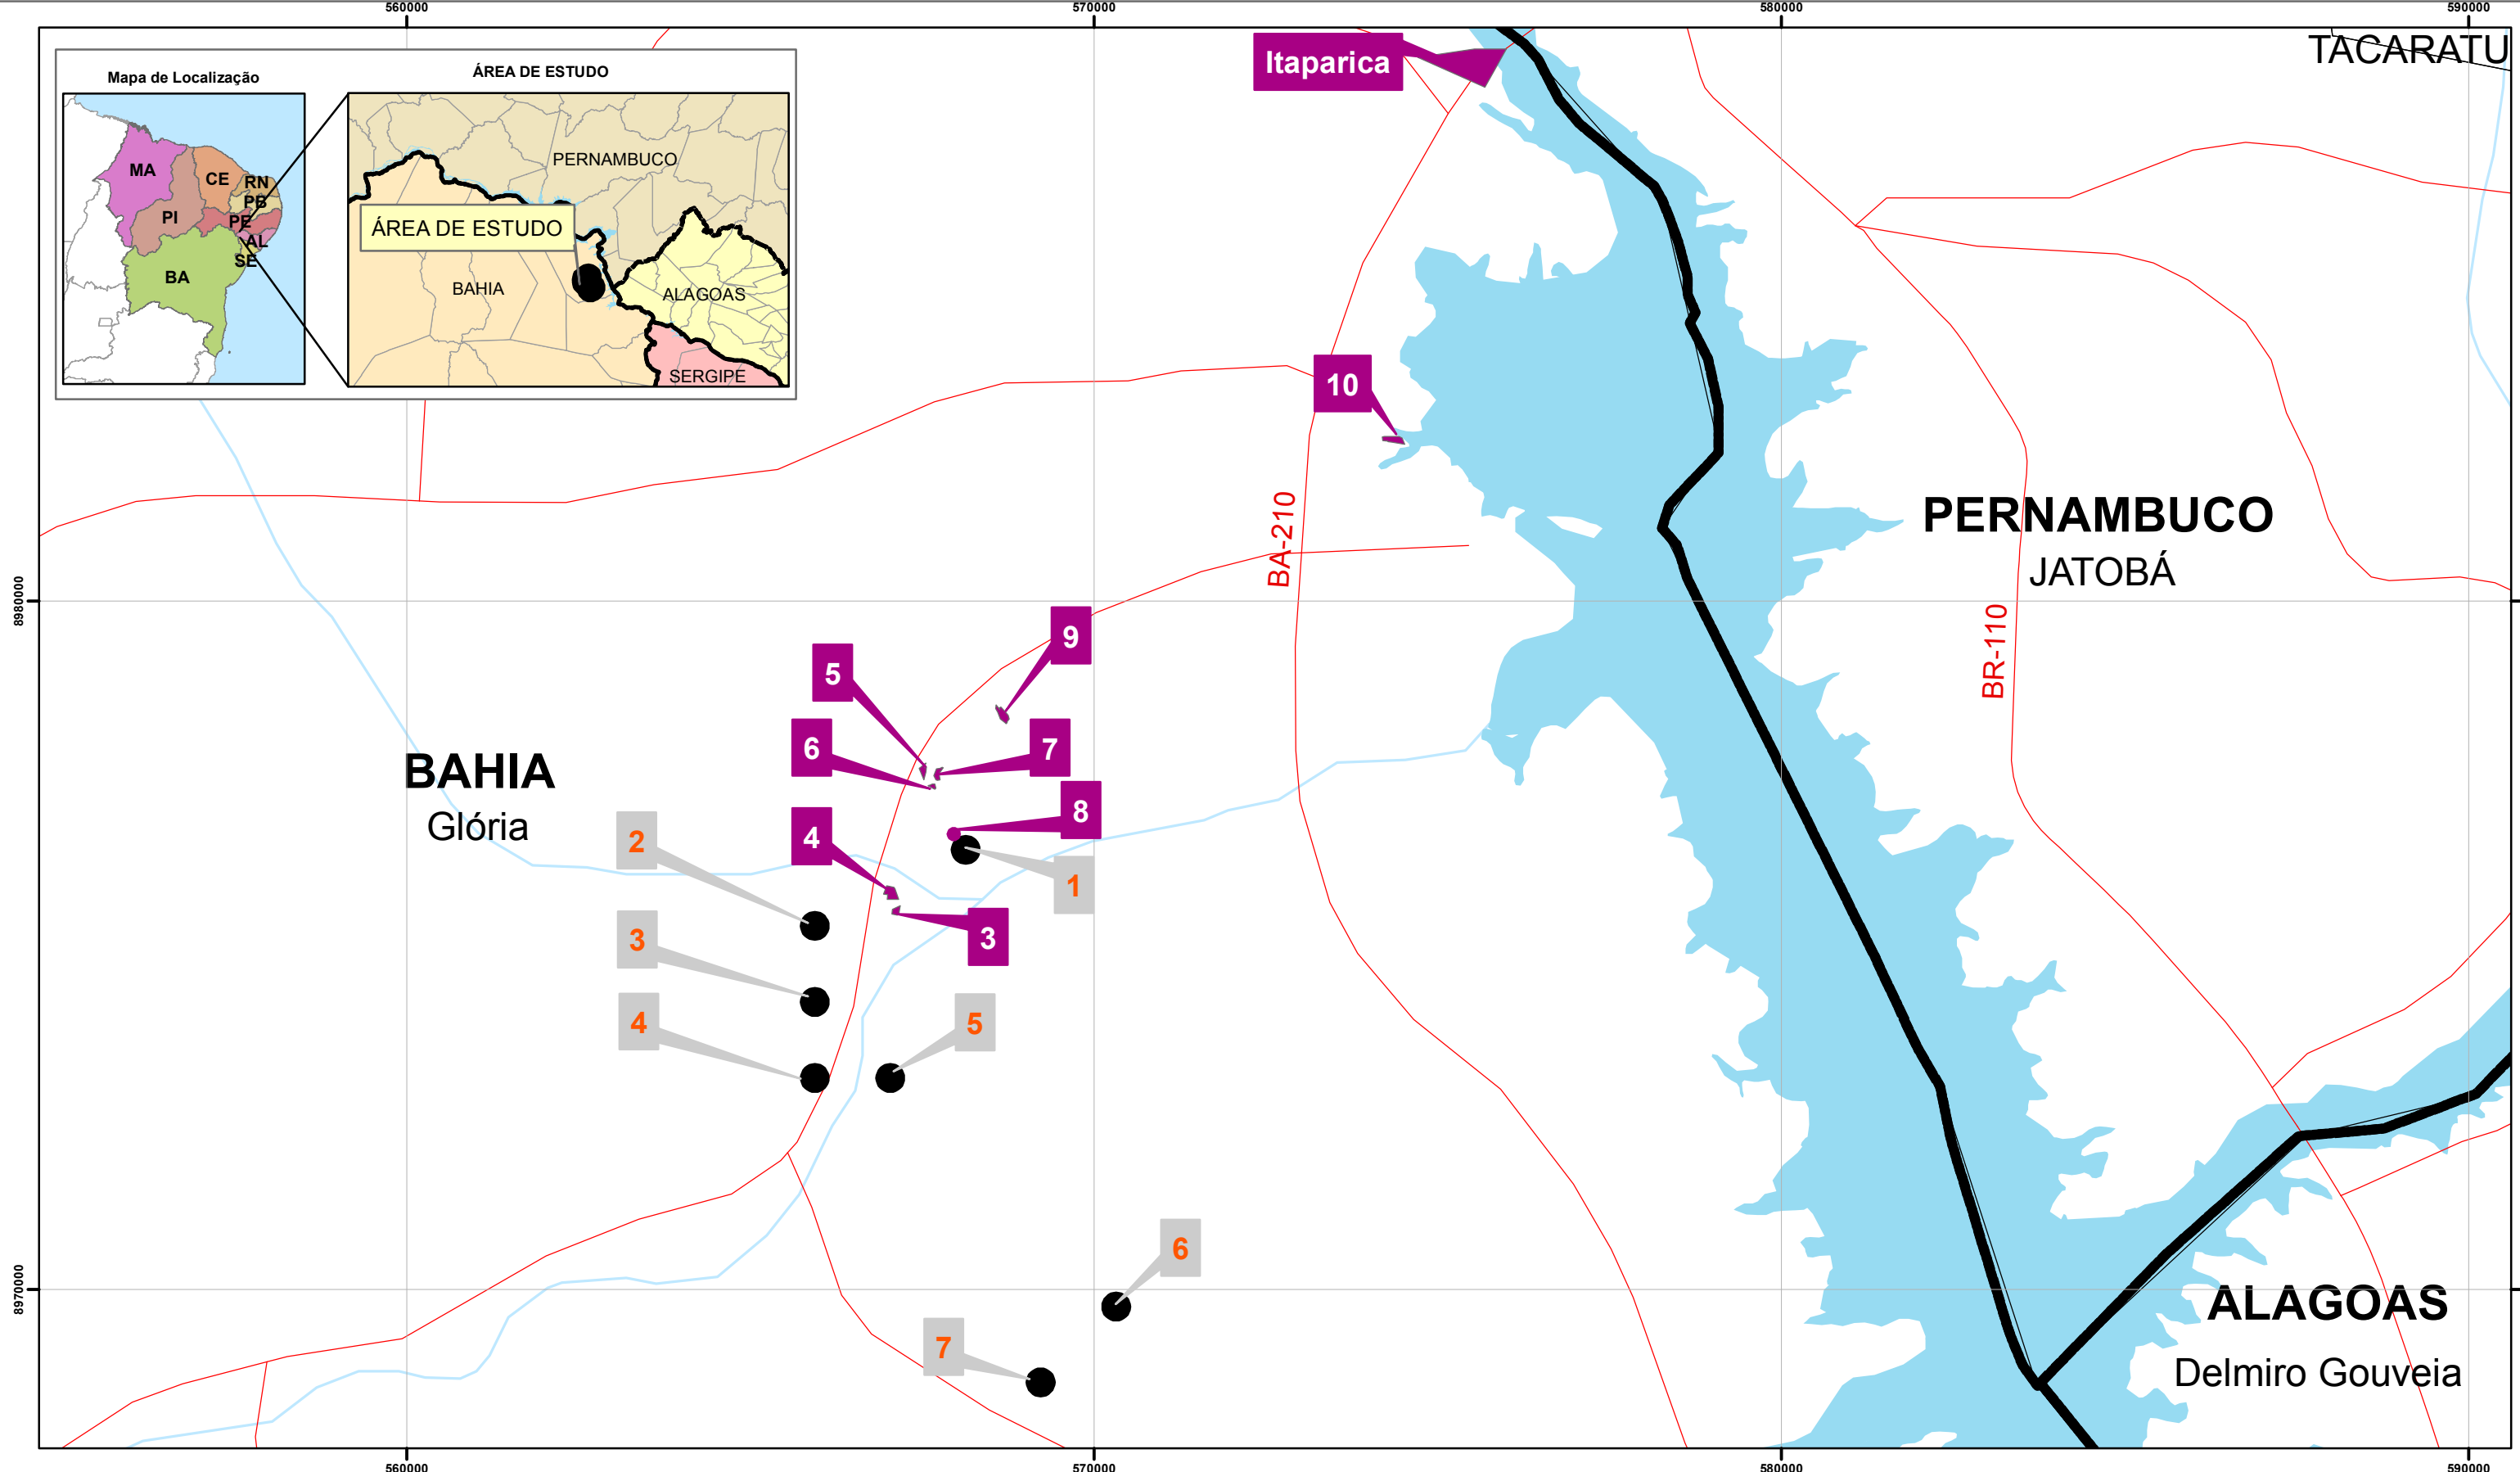 560000
570000
580000
590000
TACARATU
Itaparica
Mapa de Localização
ÁREA DE ESTUDO
MA
CE
RN
PB
PI
PE
AL
SE
BA
PERNAMBUCO
ÁREA DE ESTUDO
BAHIA
ALAGOAS
SERGIPE
10
BA-210
PERNAMBUCO
JATOBÁ
8980000
BR-110
9
5
6
7
BAHIA
Glória
8
4
2
1
3
3
4
5
6
8970000
7
ALAGOAS
Delmiro Gouveia
560000
570000
580000
590000